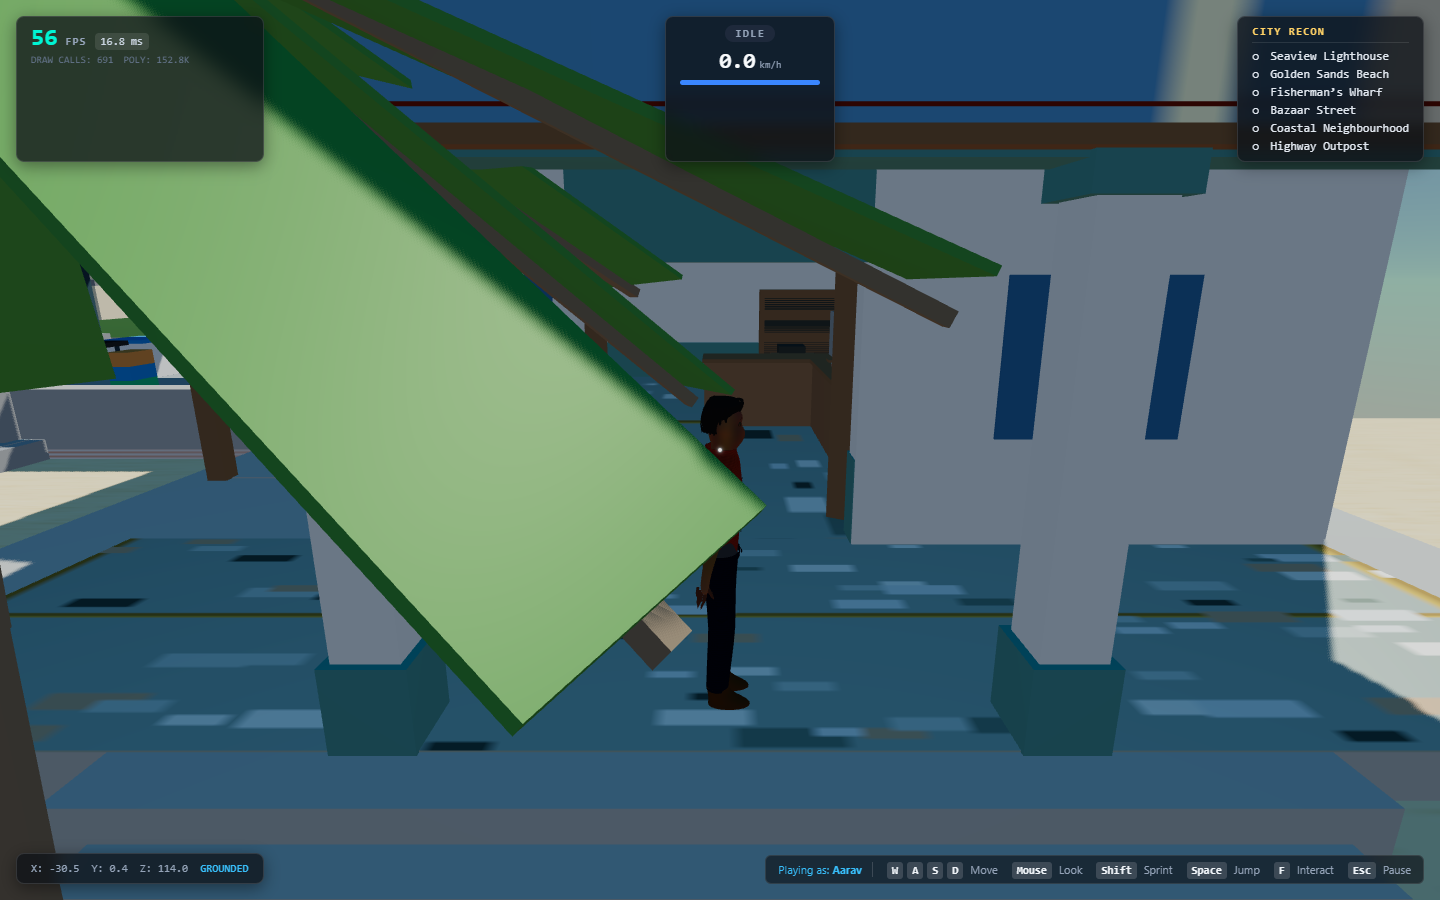 56 FPS 16.8 ms
DRAW CALLS: 691 POLY: 152.8K
IDLE
0.0 km/h
CITY RECON
Seaview Lighthouse
Golden Sands Beach
Fisherman's Wharf
Bazaar Street
Coastal Neighbourhood
Highway Outpost
X: -30.5 Y: 0.4 Z: 114.0 GROUNDED
Playing as: Aarav W A S D Move Mouse Look Shift Sprint Space Jump F Interact Esc Pause